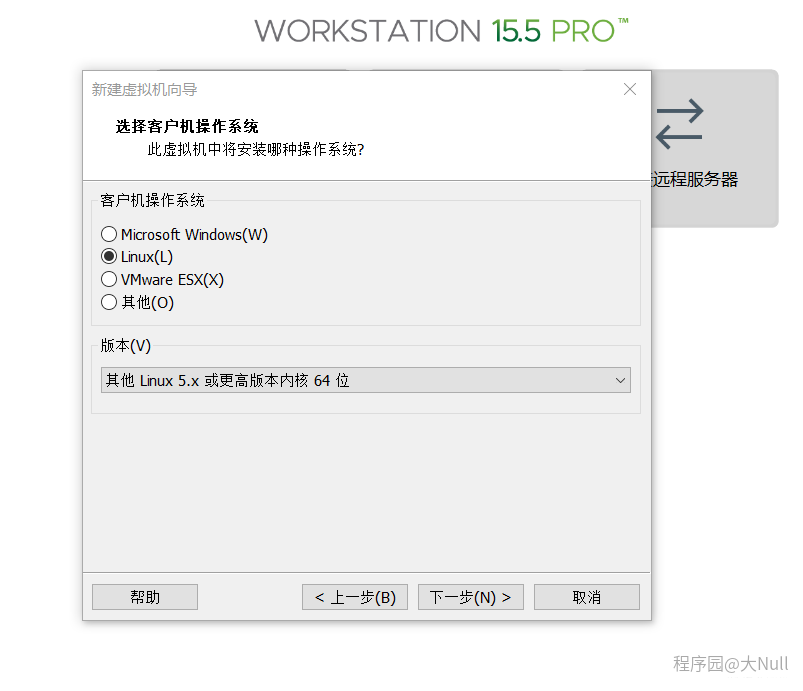 WORKSTATION 15.5 PRO™
新建虚拟机向导
选择客户机操作系统
此虚拟机中将安装哪种操作系统?
远程服务器
客户机操作系统
Microsoft Windows(W)
Linux(L)
VMware ESX(X)
其他(O)
版本(V)
其他 Linux 5.x 或更高版本内核 64 位
帮助
< 上一步(B)
下一步(N) >
取消
程序园@大Null